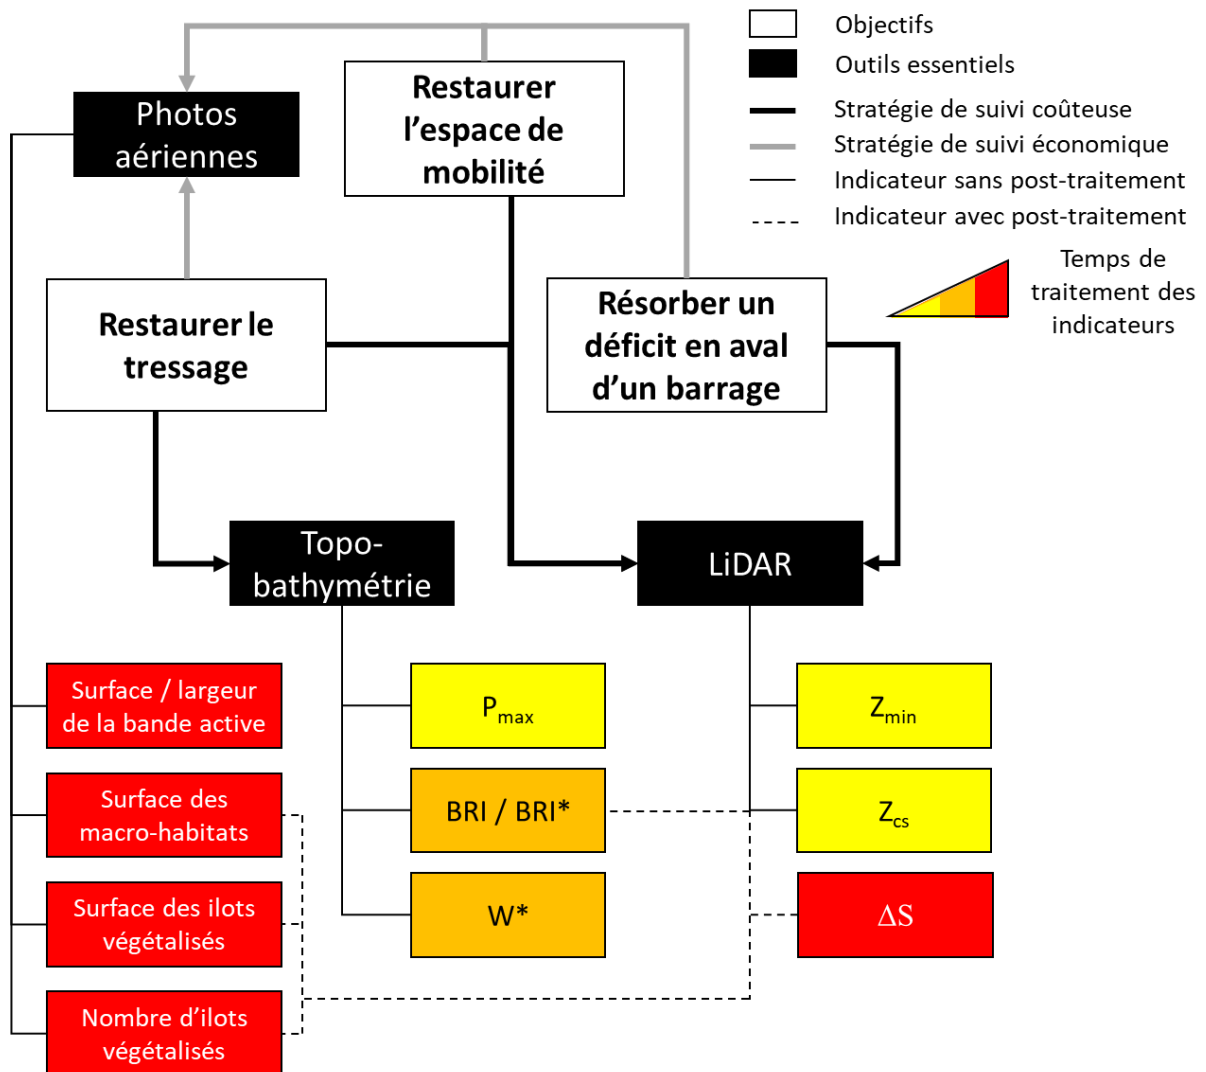 Objectifs
Outils essentiels
Stratégie de suivi coûteuse
Stratégie de suivi économique
Indicateur sans post-traitement
Indicateur avec post-traitement
Temps de
traitement des
indicateurs
Photos
aériennes
Restaurer
l’espace de
mobilité
Restaurer le
tressage
Résorber un
déficit en aval
d’un barrage
Topo-
bathymétrie
LiDAR
Surface / largeur
de la bande active
Surface des
macro-habitats
Surface des ilots
végétalisés
Nombre d’ilots
végétalisés
Pmax
BRI / BRI*
W*
Zmin
Zcs
ΔS